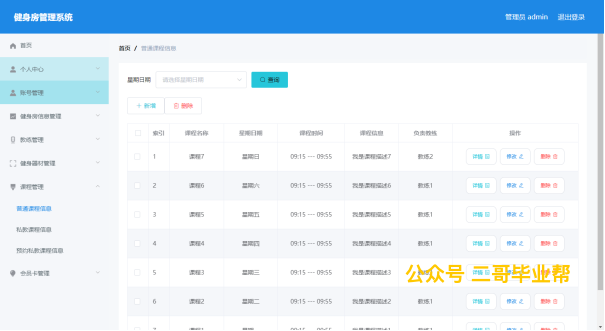 健身房管理系统
管理员 admin 退出登录
首页
个人中心
账号管理
健身房信息管理
教练管理
健身器材管理
课程管理
普通课程信息
私教课程信息
预约私教课程信息
会员卡管理
首页 / 普通课程信息
星期日期 请选择星期日期 查询
新增 删除
索引 课程名称 星期日期 课程时间 课程信息 负责教练 操作
1 课程7 星期日 09:15 --- 09:55 我是课程描述7 教练2 详情 修改 删除
2 课程6 星期六 09:15 --- 09:55 我是课程描述6 教练1 详情 修改 删除
3 课程5 星期五 09:15 --- 09:55 我是课程描述5 教练1 详情 修改 删除
4 课程4 星期四 09:15 --- 09:55 我是课程描述4 教练1 详情 修改 删除
5 课程3 星期三 09:15 --- 09:55 我是课程描述3 教练1 详情 修改 删除
公众号 二哥毕业帮
6 课程2 星期二 09:15 --- 09:55 我是课程描述2 教练1 详情 修改 删除